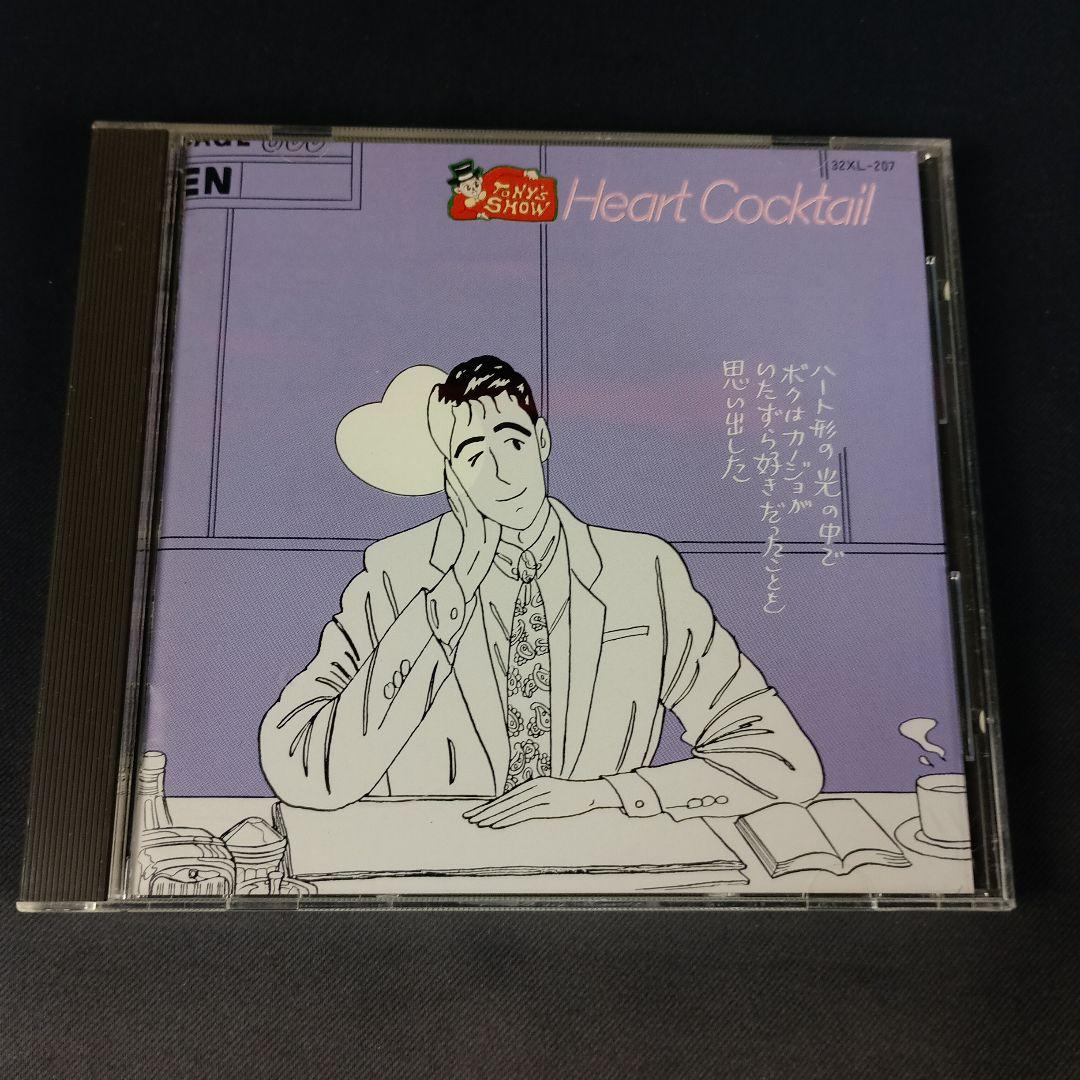 EN
32XL-207
ToNY's
SHOW
Heart Cocktail
ハート形の光の中で
ボクはカノジョが
いたずら好きだったことを
思い出した